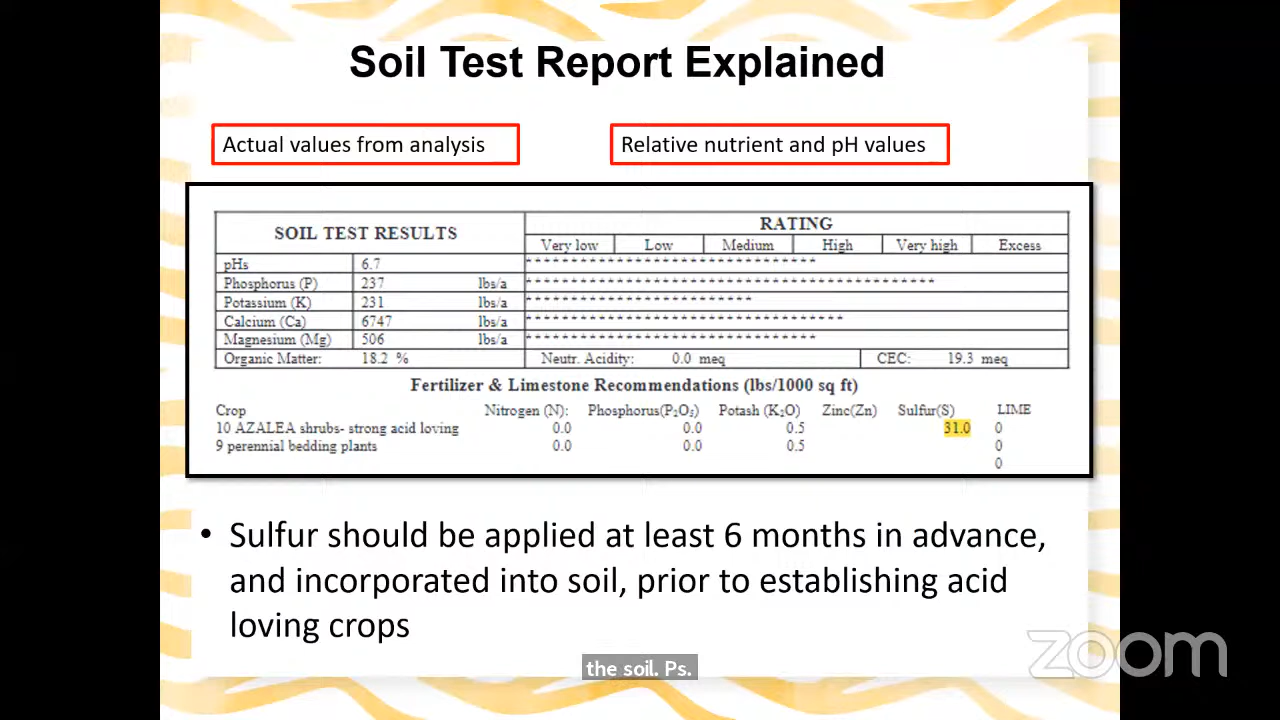 Soil Test Report Explained
Actual values from analysis
Relative nutrient and pH values
SOIL TEST RESULTS
RATING
Very low Low Medium High Very high Excess
pHs 6.7 *********************************
Phosphorus (P) 237 lbs/a **********************************************
Potassium (K) 231 lbs/a **************************
Calcium (Ca) 6747 lbs/a ************************************
Magnesium (Mg) 506 lbs/a *********************************
Organic Matter: 18.2 % Neutr. Acidity: 0.0 meq CEC: 19.3 meq
Fertilizer & Limestone Recommendations (lbs/1000 sq ft)
Crop Nitrogen (N): Phosphorus(P₂O₅) Potash (K₂O) Zinc(Zn) Sulfur(S) LIME
10 AZALEA shrubs- strong acid loving 0.0 0.0 0.5 31.0 0
9 perennial bedding plants 0.0 0.0 0.5 0
0
• Sulfur should be applied at least 6 months in advance,
and incorporated into soil, prior to establishing acid
loving crops
zoom
the soil. Ps.